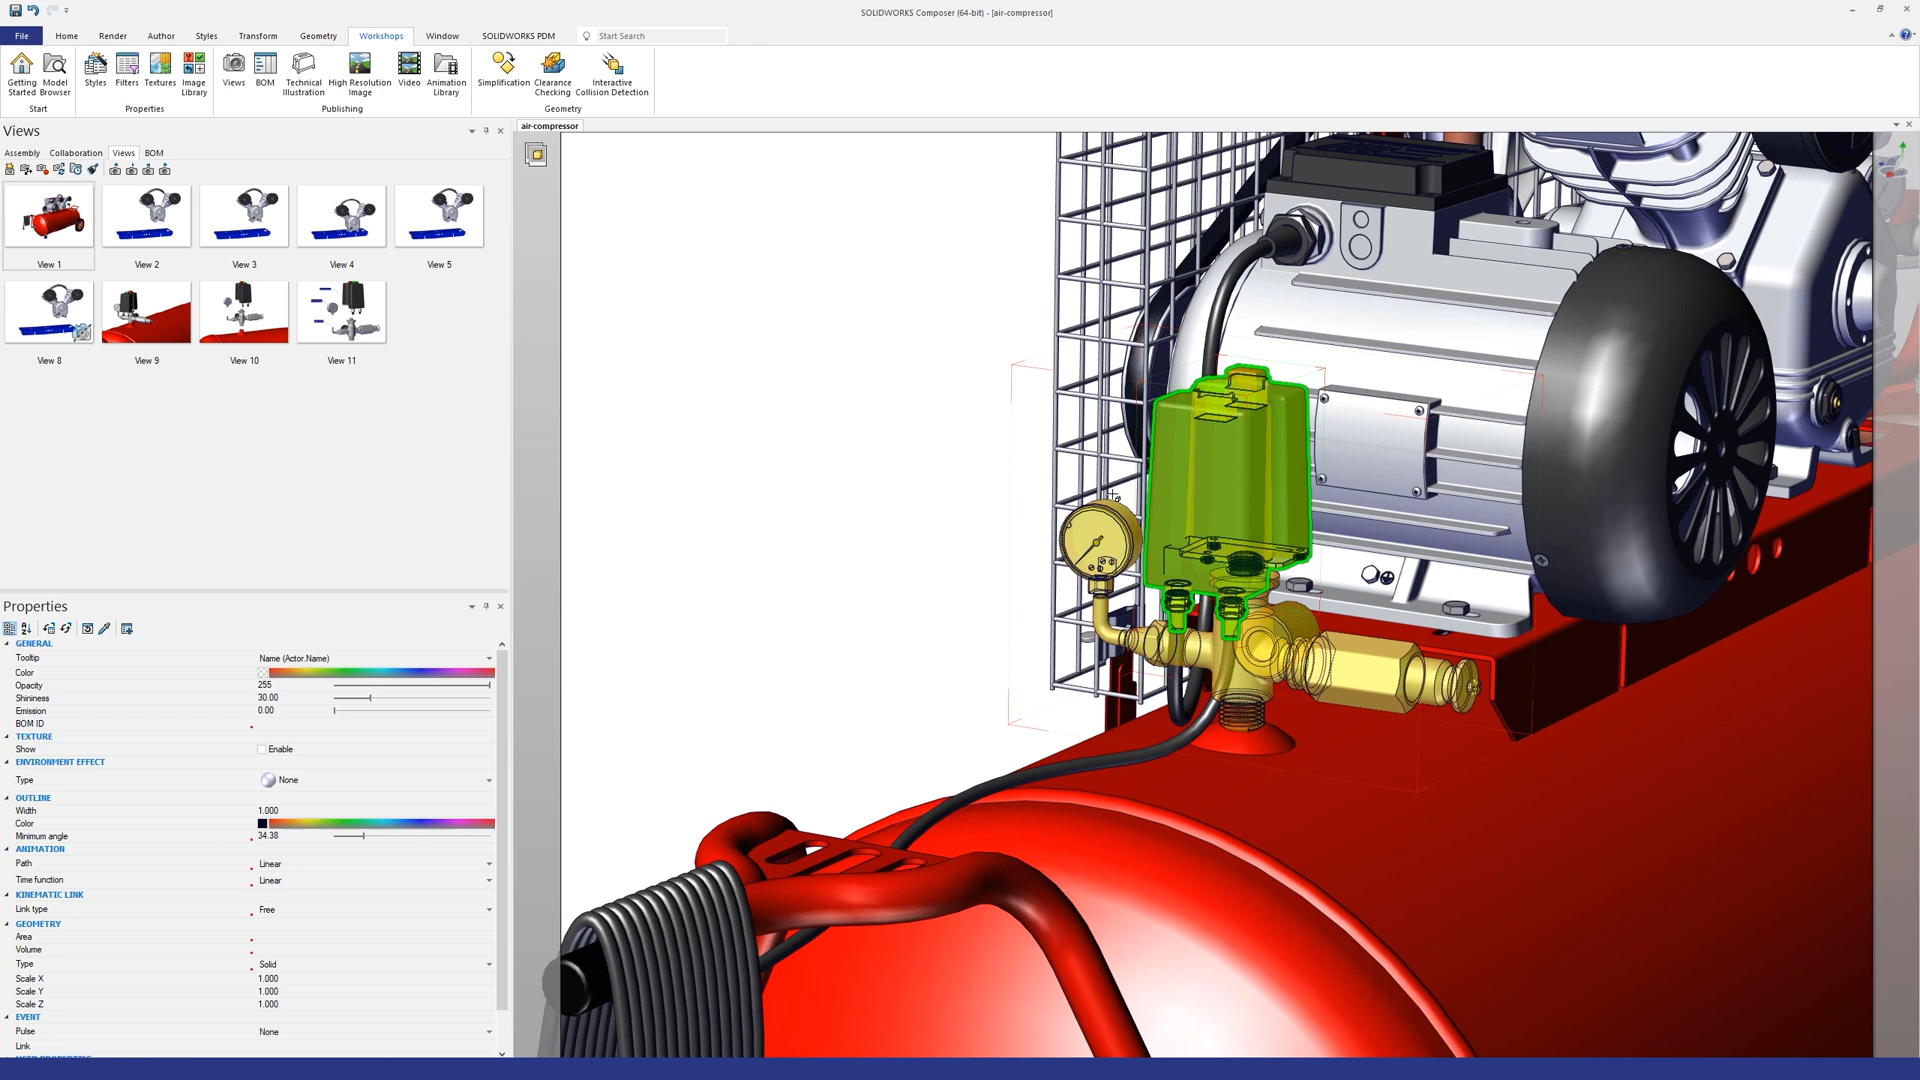 SOLIDWORKS Composer (64-bit) - [air-compressor]
File Home Render Author Styles Transform Geometry Workshops Window SOLIDWORKS PDM Start Search
Getting Started Model Browser Styles Filters Textures Image Library Views BOM Technical Illustration High Resolution Image Video Animation Library Simplification Clearance Checking Interactive Collision Detection
Start Properties Publishing Geometry
Views
air-compressor
Assembly Collaboration Views BOM
View 1 View 2 View 3 View 4 View 5
View 8 View 9 View 10 View 11
Properties
GENERAL
Tooltip Name (Actor.Name)
Color
Opacity 255
Shininess 30.00
Emission 0.00
BOM ID
TEXTURE
Show Enable
ENVIRONMENT EFFECT
Type None
OUTLINE
Width 1.000
Color
Minimum angle 34.38
ANIMATION
Path Linear
Time function Linear
KINEMATIC LINK
Link type Free
GEOMETRY
Area
Volume
Type Solid
Scale X 1.000
Scale Y 1.000
Scale Z 1.000
EVENT
Pulse None
Link